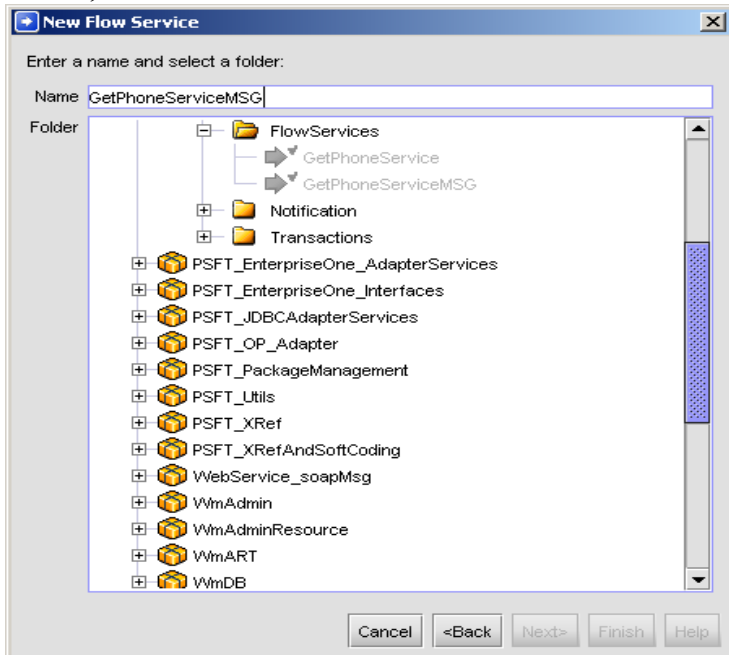 New Flow Service
Enter a name and select a folder:
Name GetPhoneServiceMSG
Folder
FlowServices
GetPhoneService
GetPhoneServiceMSG
Notification
Transactions
PSFT_EnterpriseOne_AdapterServices
PSFT_EnterpriseOne_Interfaces
PSFT_JDBCAdapterServices
PSFT_OP_Adapter
PSFT_PackageManagement
PSFT_Utils
PSFT_XRef
PSFT_XRefAndSoftCoding
WebService_soapMsg
WmAdmin
WmAdminResource
WmART
WmDB
Cancel <Back Next> Finish Help